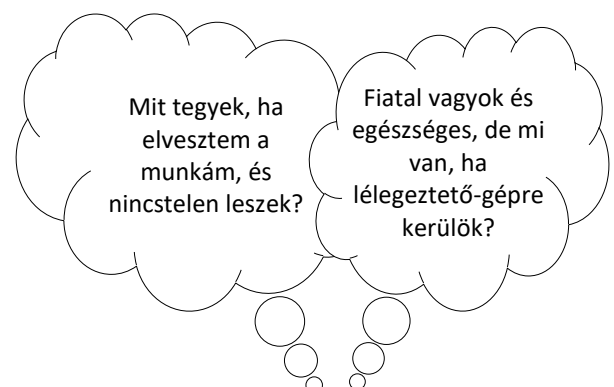 Mit tegyek, ha
elvesztem a
munkám, és
nincstelen leszek?
Fiatal vagyok és
egészséges, de mi
van, ha
lélegeztető-gépre
kerülök?